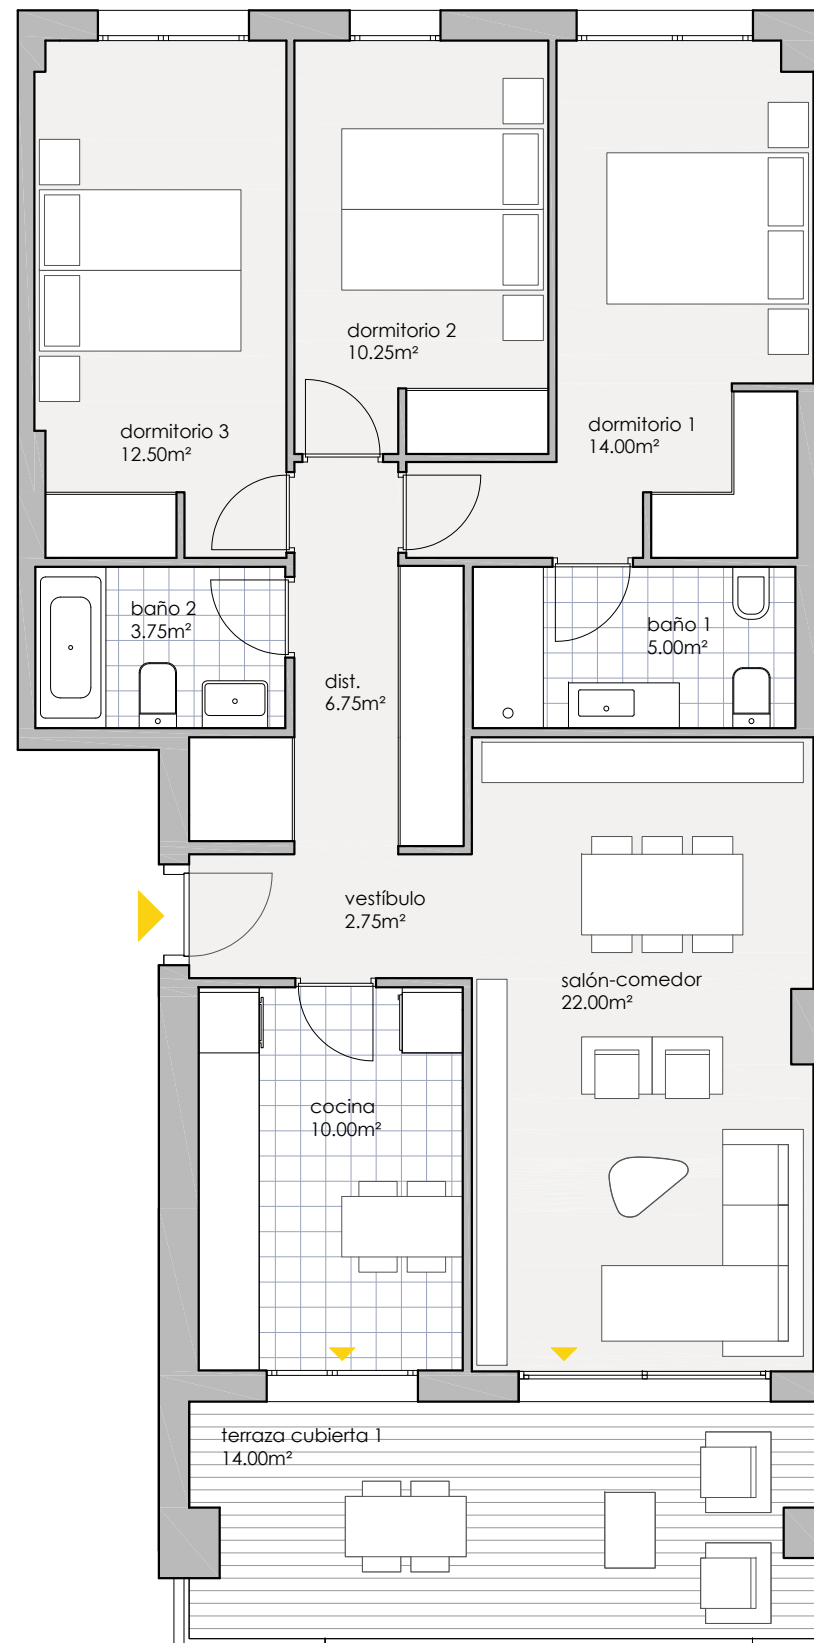 dormitorio 2
10.25m²
dormitorio 3
12.50m²
dormitorio 1
14.00m²
baño 2
3.75m²
baño 1
5.00m²
dist.
6.75m²
vestíbulo
2.75m²
salón-comedor
22.00m²
cocina
10.00m²
terraza cubierta 1
14.00m²